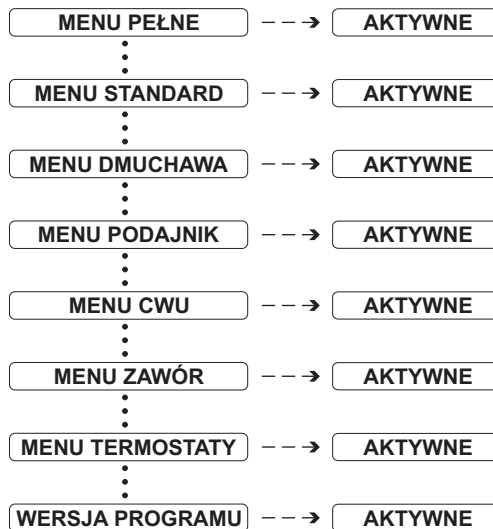 MENU PEŁNE AKTYWNE
MENU STANDARD AKTYWNE
MENU DMUCHAWA AKTYWNE
MENU PODAJNIK AKTYWNE
MENU CWU AKTYWNE
MENU ZAWÓR AKTYWNE
MENU TERMOSTATY AKTYWNE
WERSJA PROGRAMU AKTYWNE